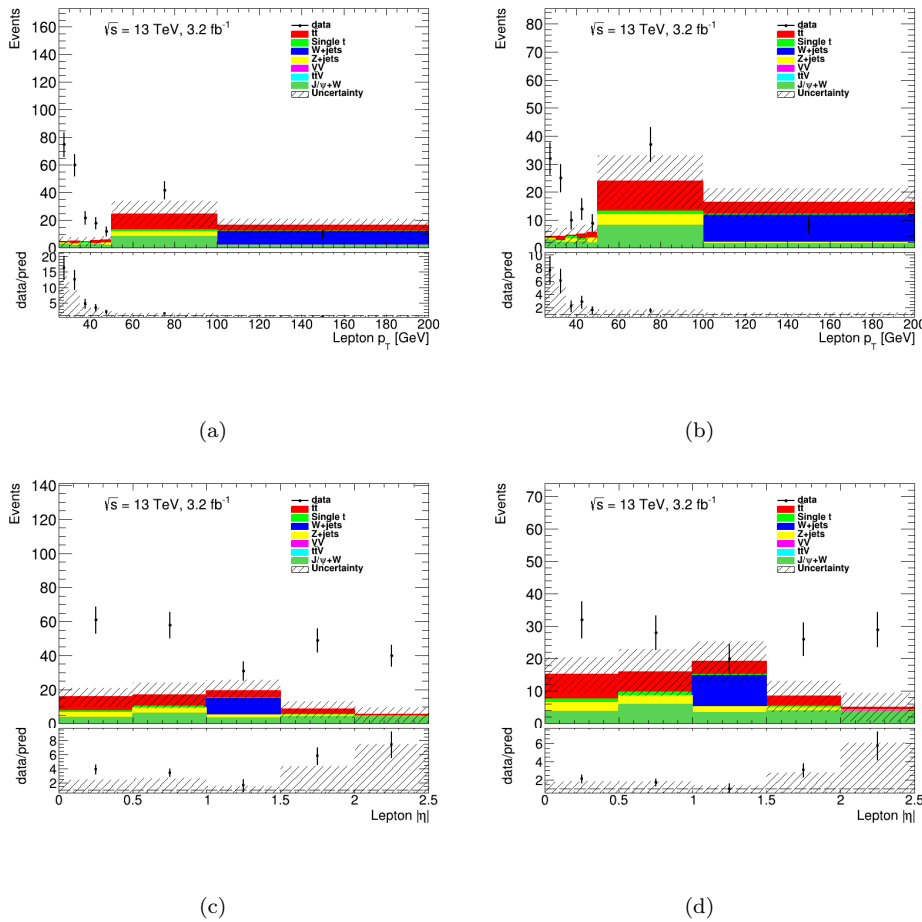 Events
√s = 13 TeV, 3.2 fb⁻¹
data
tt
Single t
W+jets
Z+jets
VV
ttV
J/ψ+W
Uncertainty
160
140
120
100
80
60
40
20
0
data/pred
20
15
10
5
40 60 80 100 120 140 160 180 200
Lepton p_T [GeV]
(a)
Events
√s = 13 TeV, 3.2 fb⁻¹
data
tt
Single t
W+jets
Z+jets
VV
ttV
J/ψ+W
Uncertainty
80
70
60
50
40
30
20
10
0
data/pred
10
8
6
4
2
40 60 80 100 120 140 160 180 200
Lepton p_T [GeV]
(b)
Events
√s = 13 TeV, 3.2 fb⁻¹
data
tt
Single t
W+jets
Z+jets
VV
ttV
J/ψ+W
Uncertainty
140
120
100
80
60
40
20
0
data/pred
8
6
4
2
0 0.5 1 1.5 2 2.5
Lepton |η|
(c)
Events
√s = 13 TeV, 3.2 fb⁻¹
data
tt
Single t
W+jets
Z+jets
VV
ttV
J/ψ+W
Uncertainty
70
60
50
40
30
20
10
0
data/pred
6
4
2
0 0.5 1 1.5 2 2.5
Lepton |η|
(d)